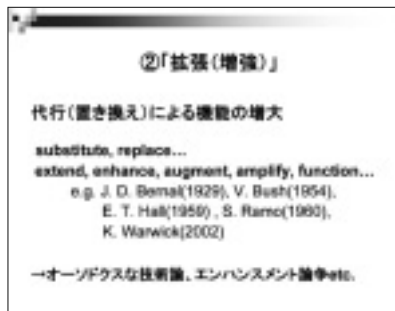 ②「拡張(増強)」
代行(置き換え)による機能の増大
substitute, replace…
extend, enhance, augment, amplify, function…
e.g. J. D. Bernal(1929), V. Bush(1954),
E. T. Hall(1959) , S. Ramo(1960),
K. Warwick(2002)
→オーソドクスな技術論、エンハンスメント論争etc.